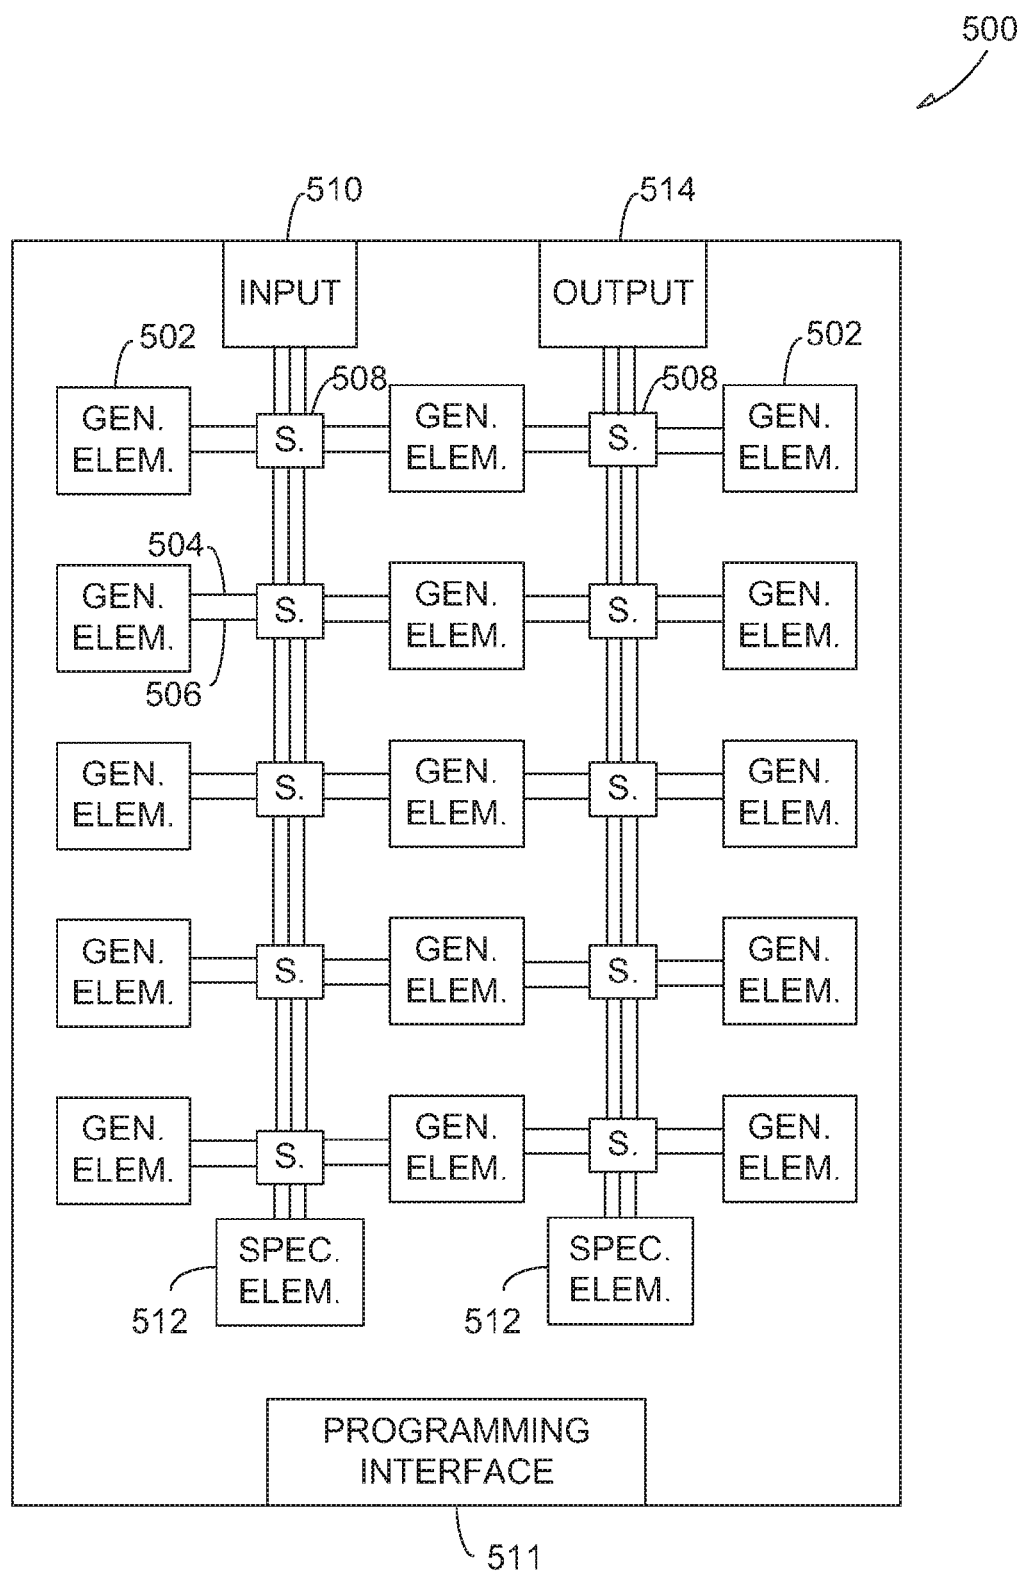 500
510
514
INPUT
OUTPUT
502
502
508
508
GEN.
ELEM.
S.
GEN.
ELEM.
S.
GEN.
ELEM.
504
GEN.
ELEM.
S.
GEN.
ELEM.
S.
GEN.
ELEM.
506
GEN.
ELEM.
S.
GEN.
ELEM.
S.
GEN.
ELEM.
GEN.
ELEM.
S.
GEN.
ELEM.
S.
GEN.
ELEM.
GEN.
ELEM.
S.
GEN.
ELEM.
S.
GEN.
ELEM.
SPEC.
ELEM.
SPEC.
ELEM.
512
512
PROGRAMMING
INTERFACE
511